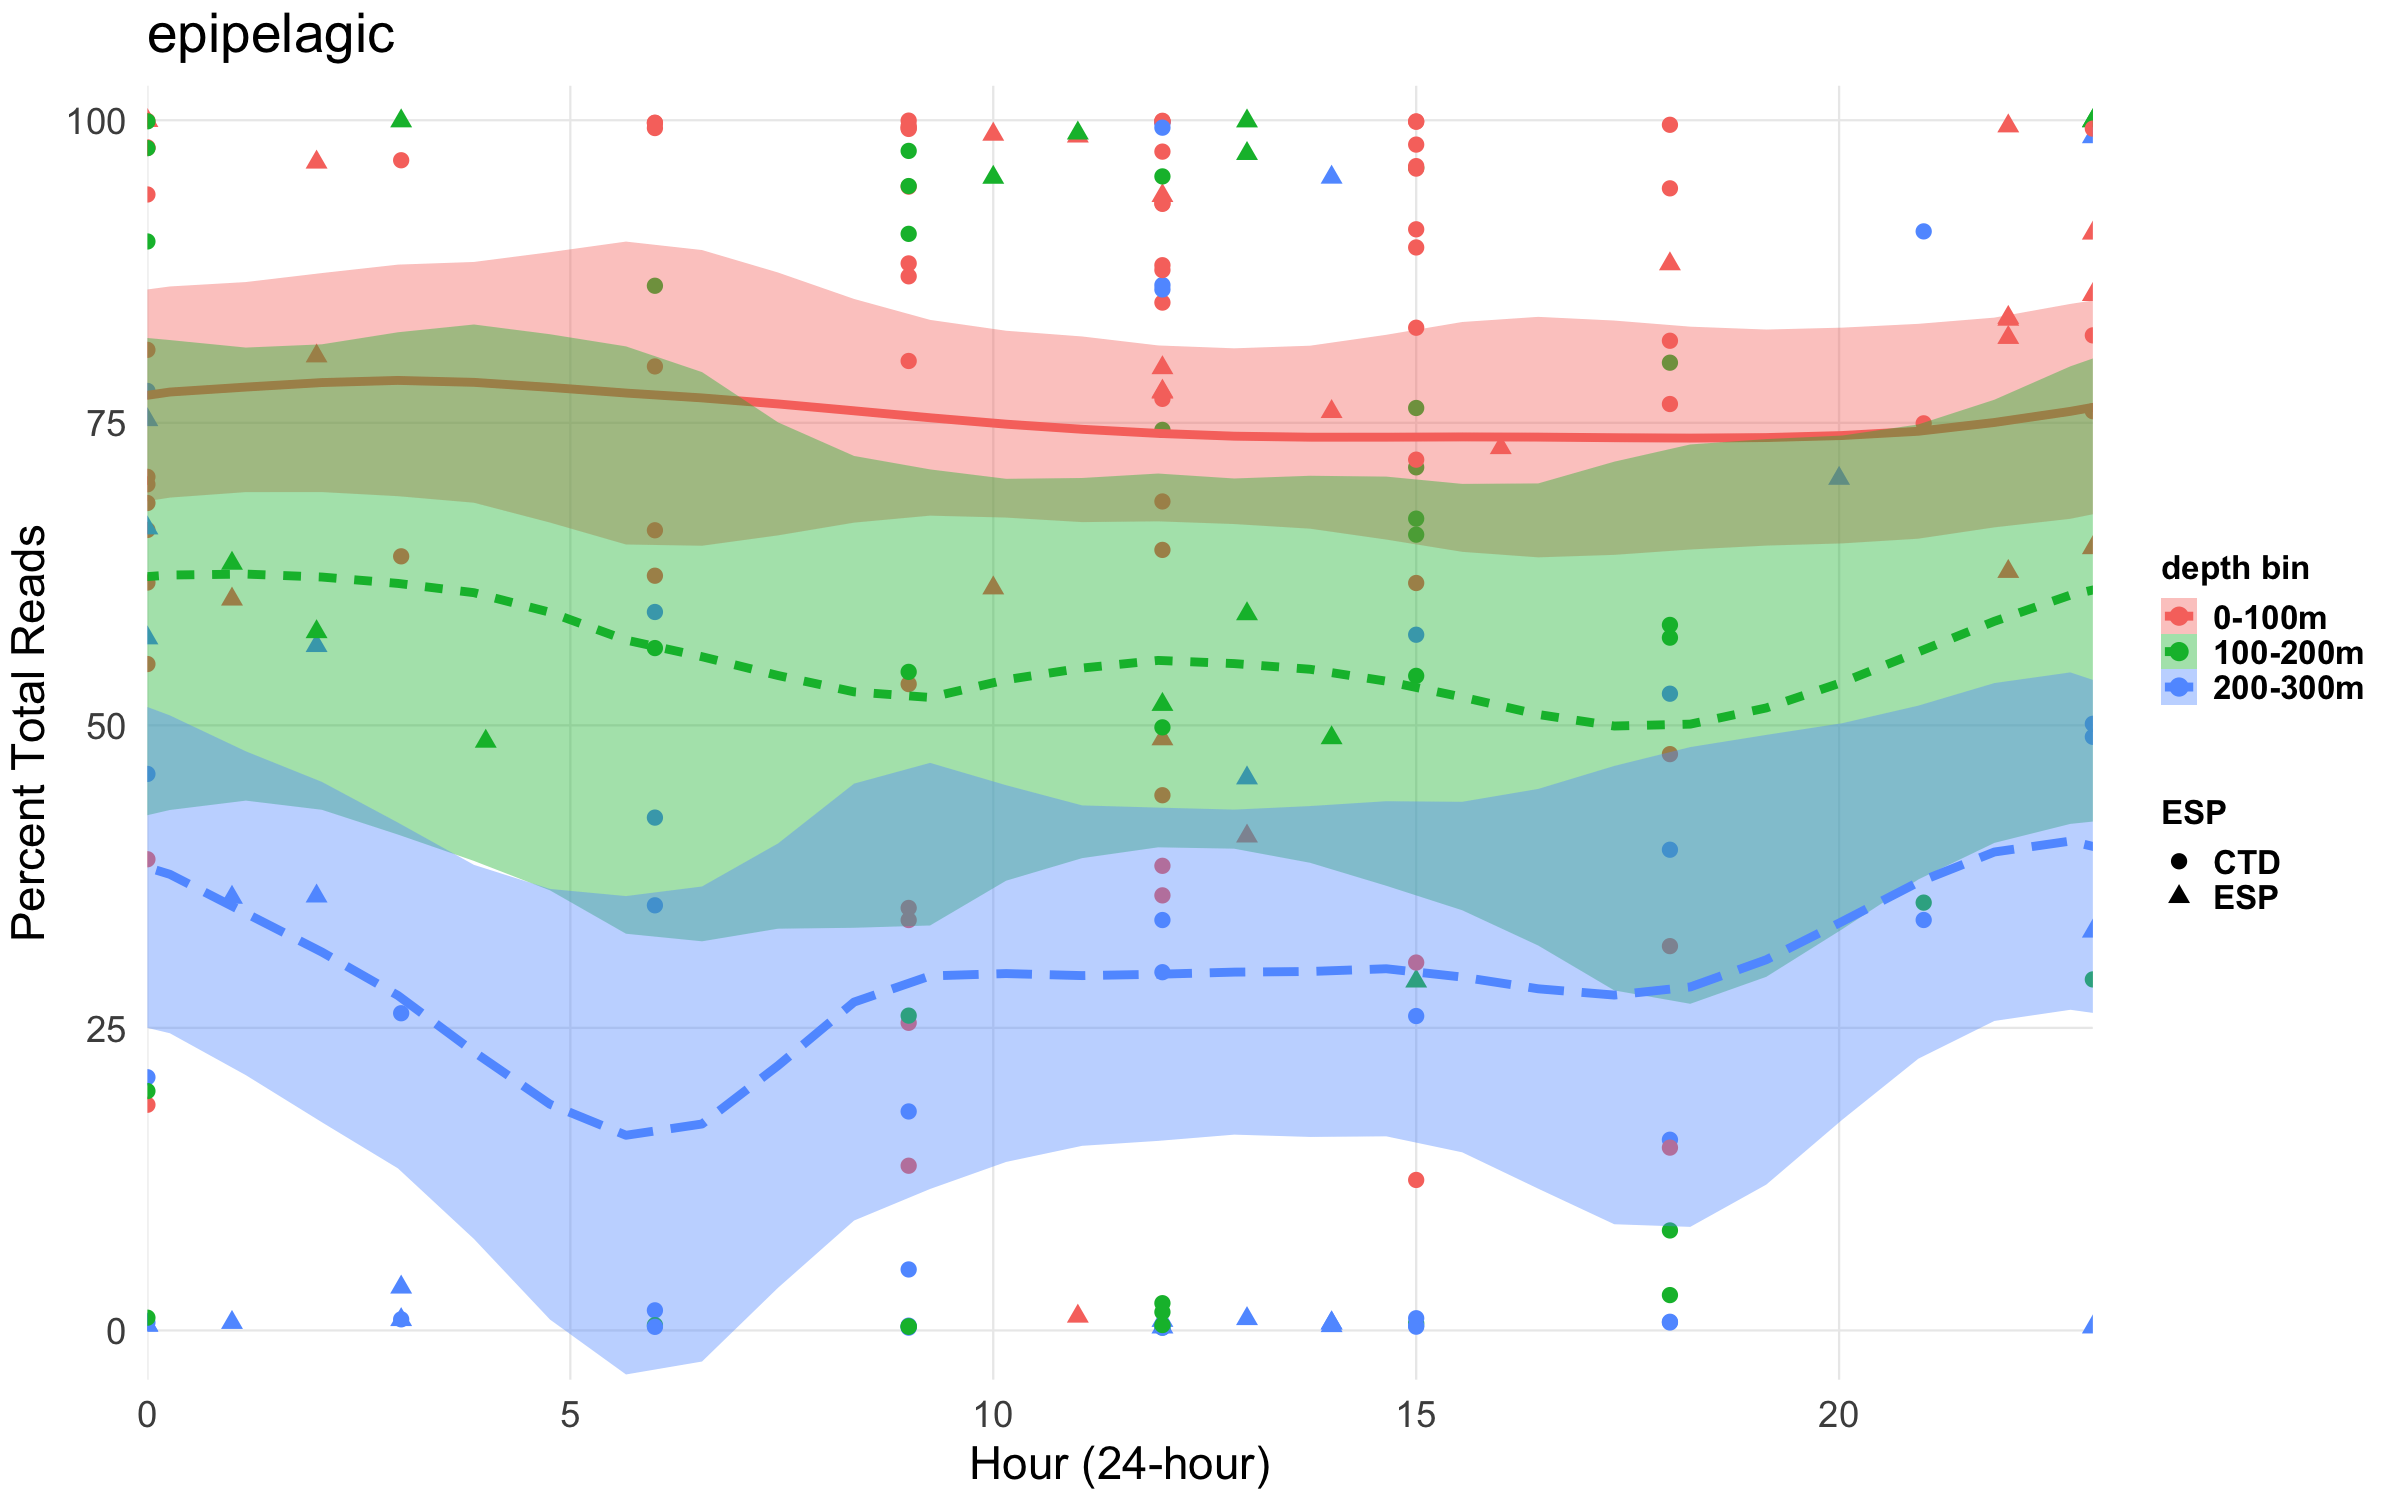 epipelagic
100
75
50
25
0
Percent Total Reads
0 5 10 15 20
Hour (24-hour)
depth bin
0-100m
100-200m
200-300m
ESP
CTD
ESP